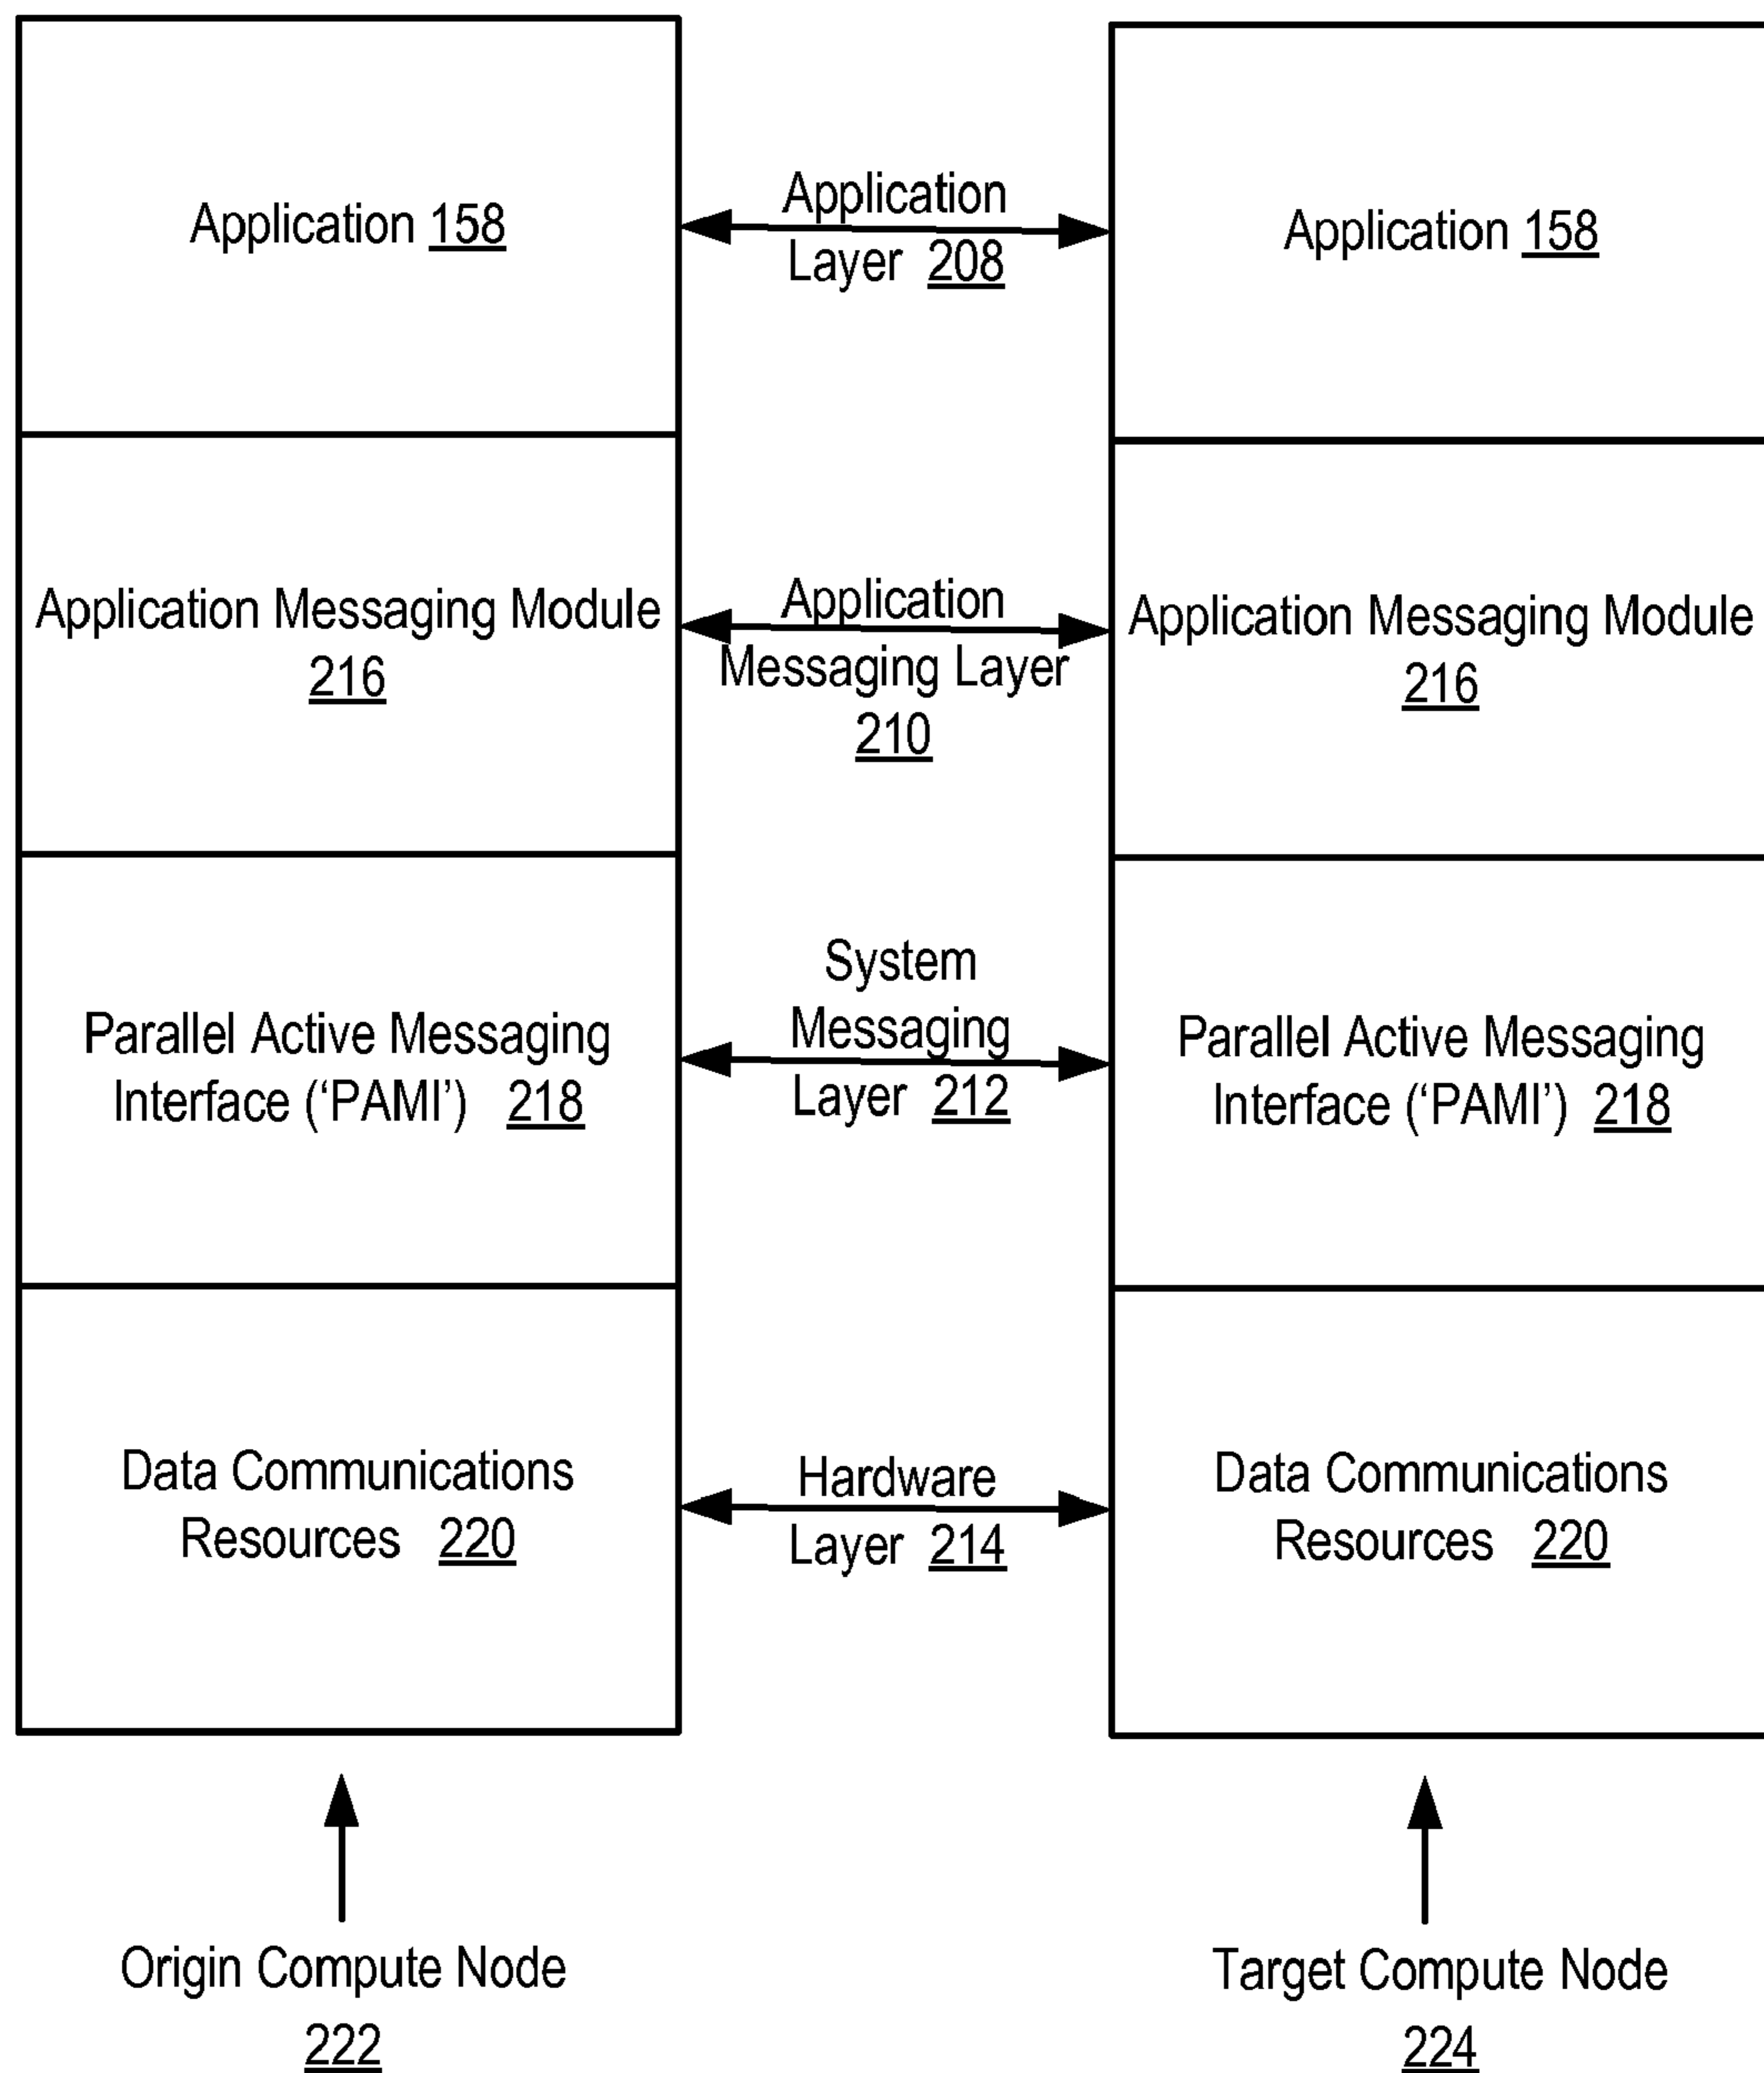 Application 158
Application
Layer 208
Application 158
Application Messaging Module
216
Application
Messaging Layer
210
Application Messaging Module
216
Parallel Active Messaging
Interface (‘PAMI’) 218
System
Messaging
Layer 212
Parallel Active Messaging
Interface (‘PAMI’) 218
Data Communications
Resources 220
Hardware
Layer 214
Data Communications
Resources 220
Origin Compute Node
222
Target Compute Node
224